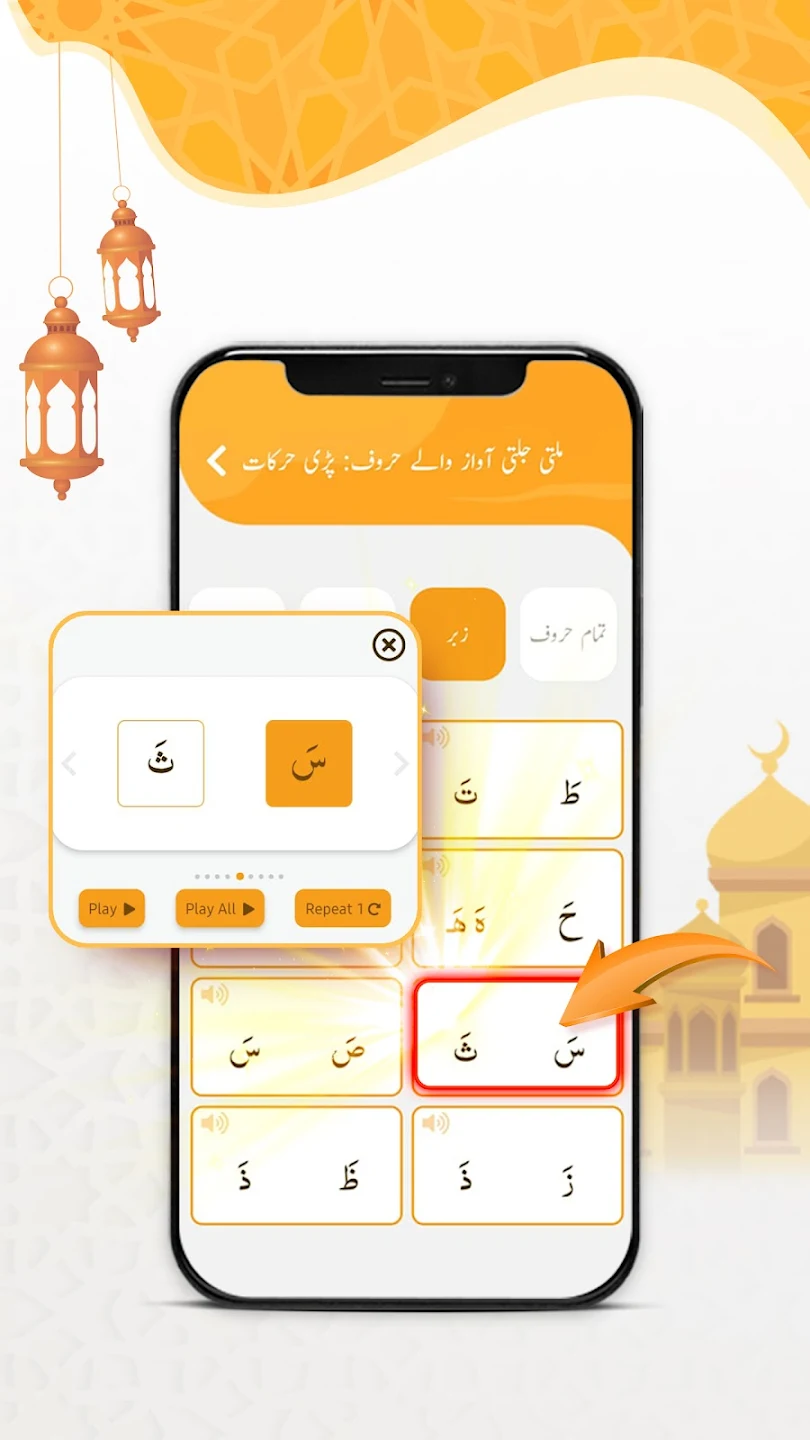 ملتی جلتی آواز والے حروف: پڑی حرکات
تمام حروف
زبر
سَ ثَ
Play
Play All
Repeat 1
طَ تَ
حَ هَ هَـ
سَ ثَ
صَ سَ
زَ ذَ
ظَ ذَ